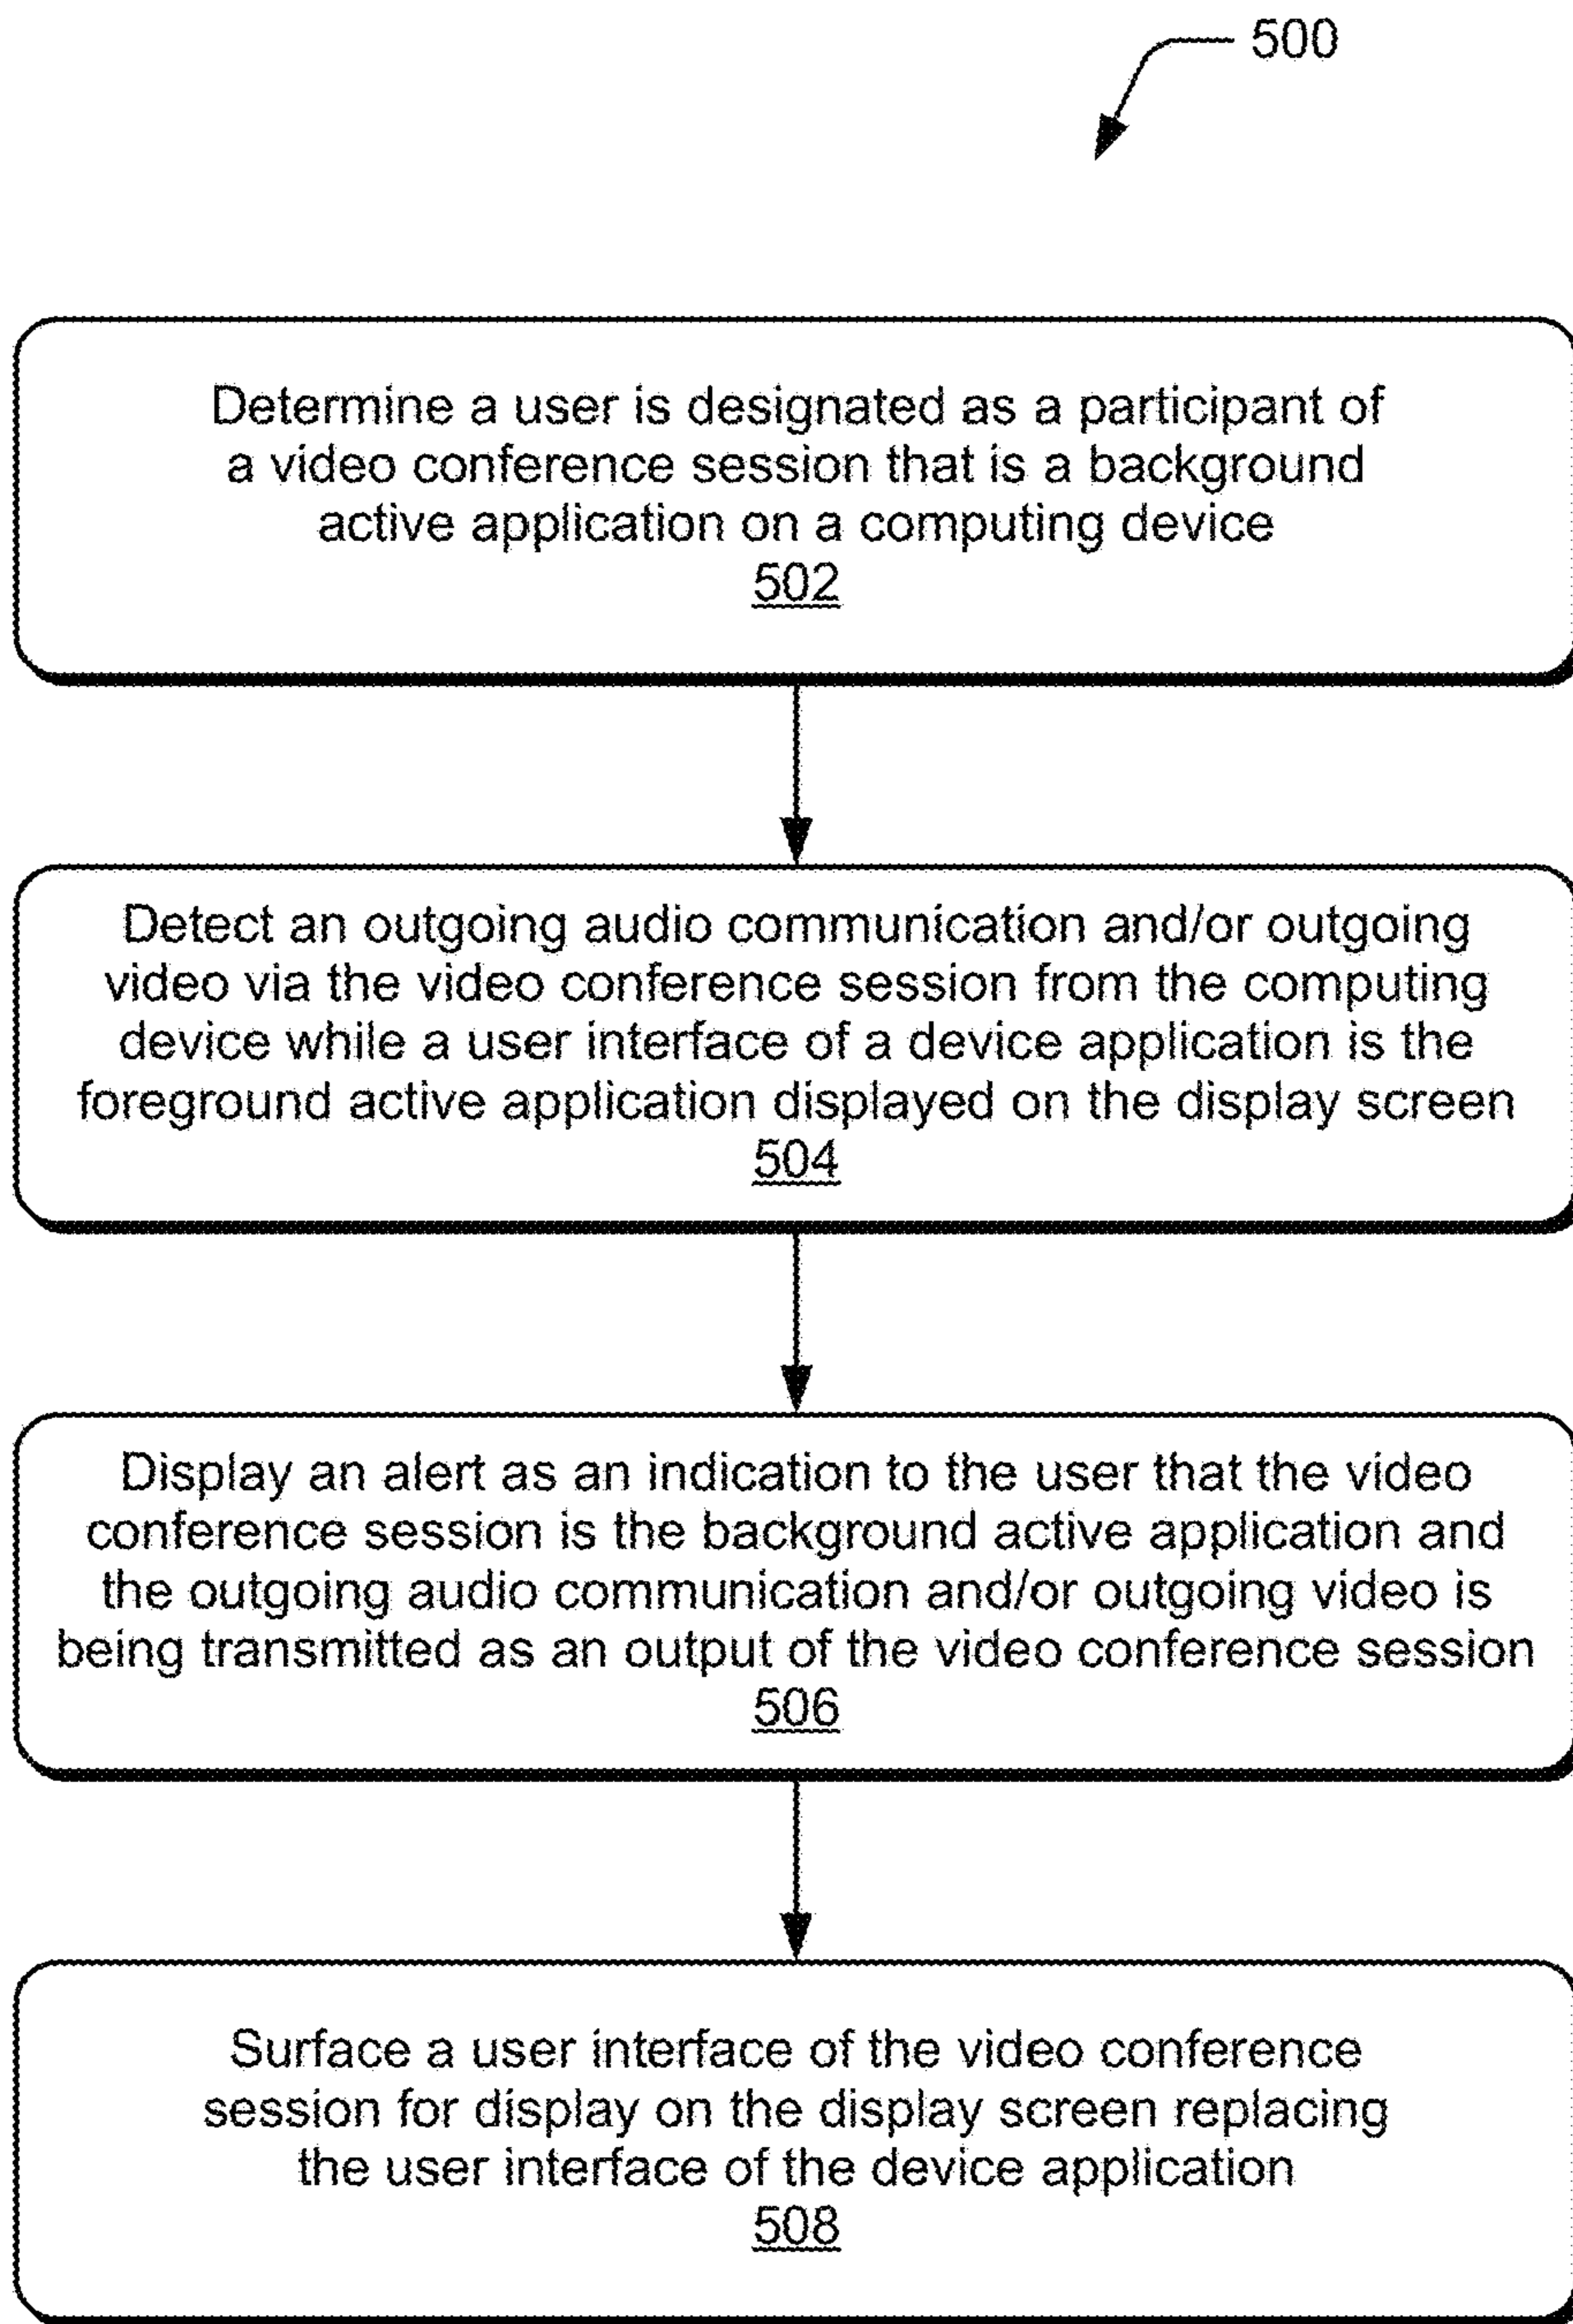 500
Determine a user is designated as a participant of
a video conference session that is a background
active application on a computing device
502
Detect an outgoing audio communication and/or outgoing
video via the video conference session from the computing
device while a user interface of a device application is the
foreground active application displayed on the display screen
504
Display an alert as an indication to the user that the video
conference session is the background active application and
the outgoing audio communication and/or outgoing video is
being transmitted as an output of the video conference session
506
Surface a user interface of the video conference
session for display on the display screen replacing
the user interface of the device application
508